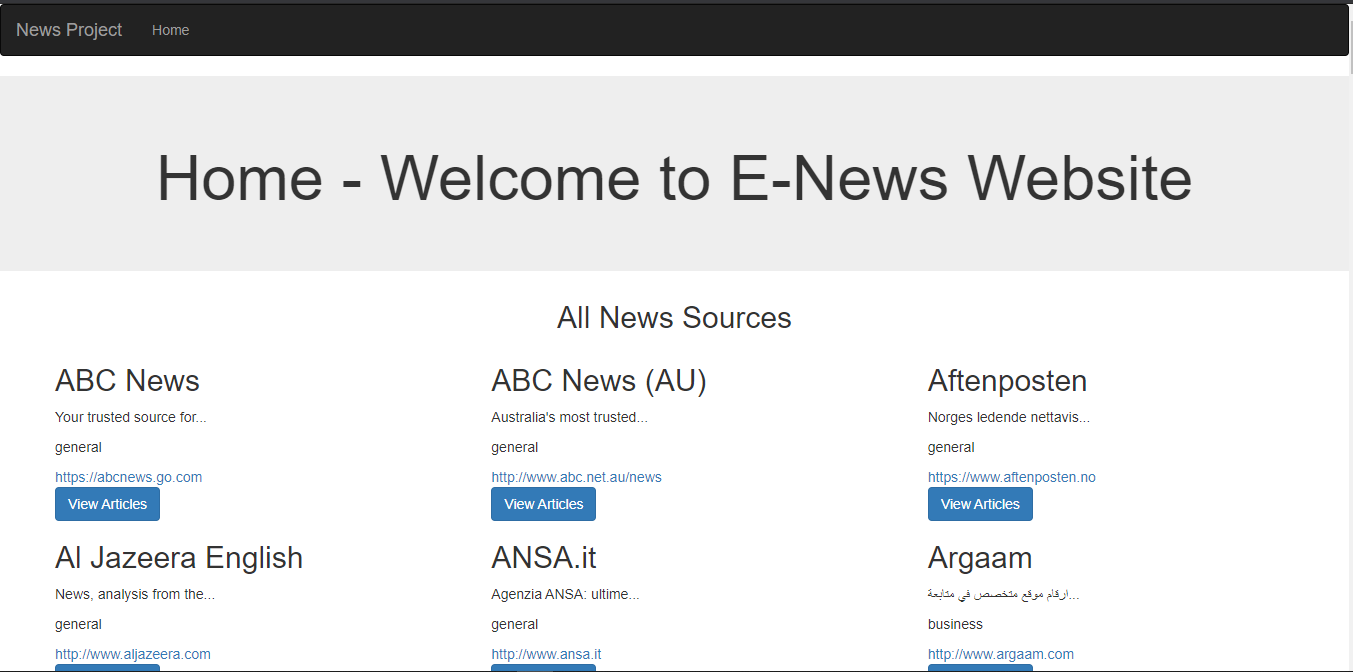 News Project Home
Home - Welcome to E-News Website
All News Sources
ABC News
Your trusted source for...
general
https://abcnews.go.com
View Articles
ABC News (AU)
Australia's most trusted...
general
http://www.abc.net.au/news
View Articles
Aftenposten
Norges ledende nettavis...
general
https://www.aftenposten.no
View Articles
Al Jazeera English
News, analysis from the...
general
http://www.aljazeera.com
ANSA.it
Agenzia ANSA: ultime...
general
http://www.ansa.it
Argaam
ارقام موقع متخصص في متابعة...
business
http://www.argaam.com